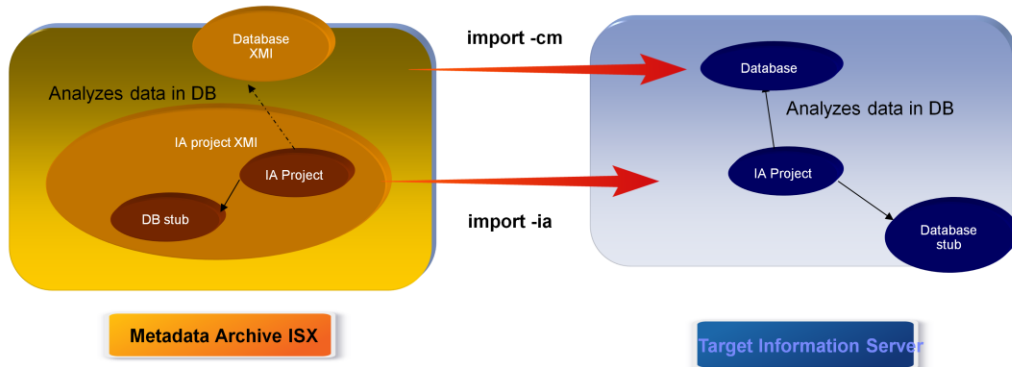 Database
XMI
import -cm
Database
Analyzes data in DB
Analyzes data in DB
IA project XMI
IA Project
IA Project
DB stub
import -ia
Database
stub
Metadata Archive ISX
Target Information Server